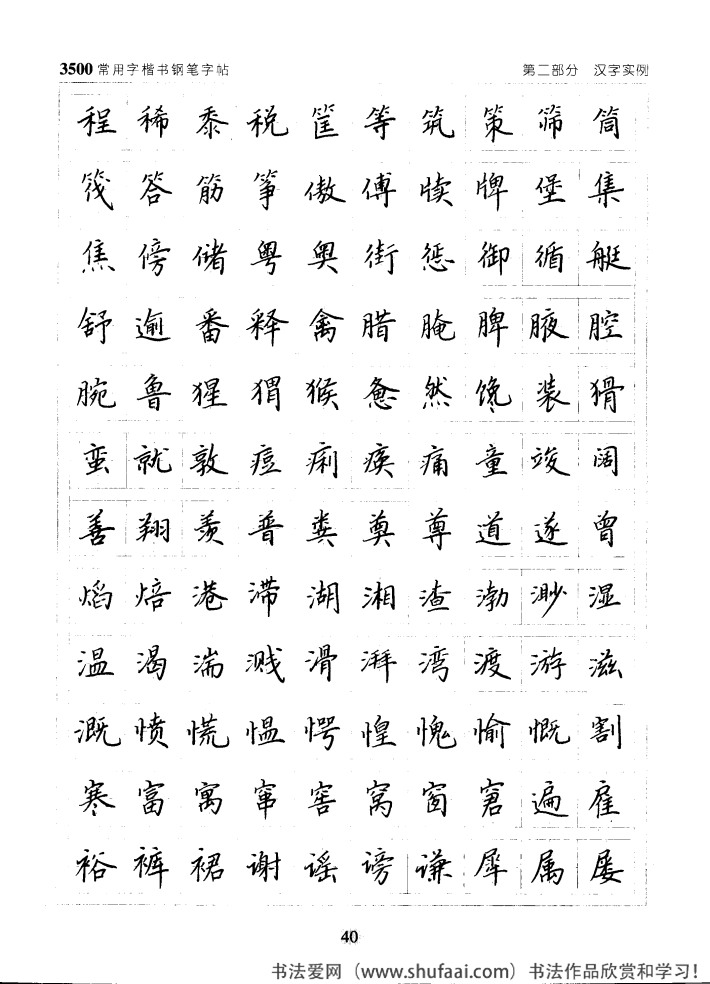 3500常用字楷书钢笔字帖 第二部分 汉字实例
程 稀 黍 税 筐 等 筑 策 筛 筒
筏 答 筋 筝 傲 傅 牍 牌 堡 集
焦 傍 储 粤 奥 街 惩 御 循 艇
舒 逾 番 释 禽 腊 腌 脾 腋 腔
腕 鲁 猩 猬 猴 惫 然 馋 装 猾
蛮 就 敦 痘 痢 痪 痛 童 竣 阔
善 翔 羡 普 粪 奠 尊 道 遂 曾
焰 焙 港 滞 湖 湘 渣 渤 渺 湿
温 渴 湍 溅 滑 湃 湾 渡 游 滋
溉 愤 慌 愠 愕 惶 愧 愉 慨 割
寒 富 寓 窜 窖 窝 窗 窘 遍 雇
裕 裤 裙 谢 谣 谤 谦 犀 属 屡
40
书法爱网（www.shufaai.com）书法作品欣赏和学习！